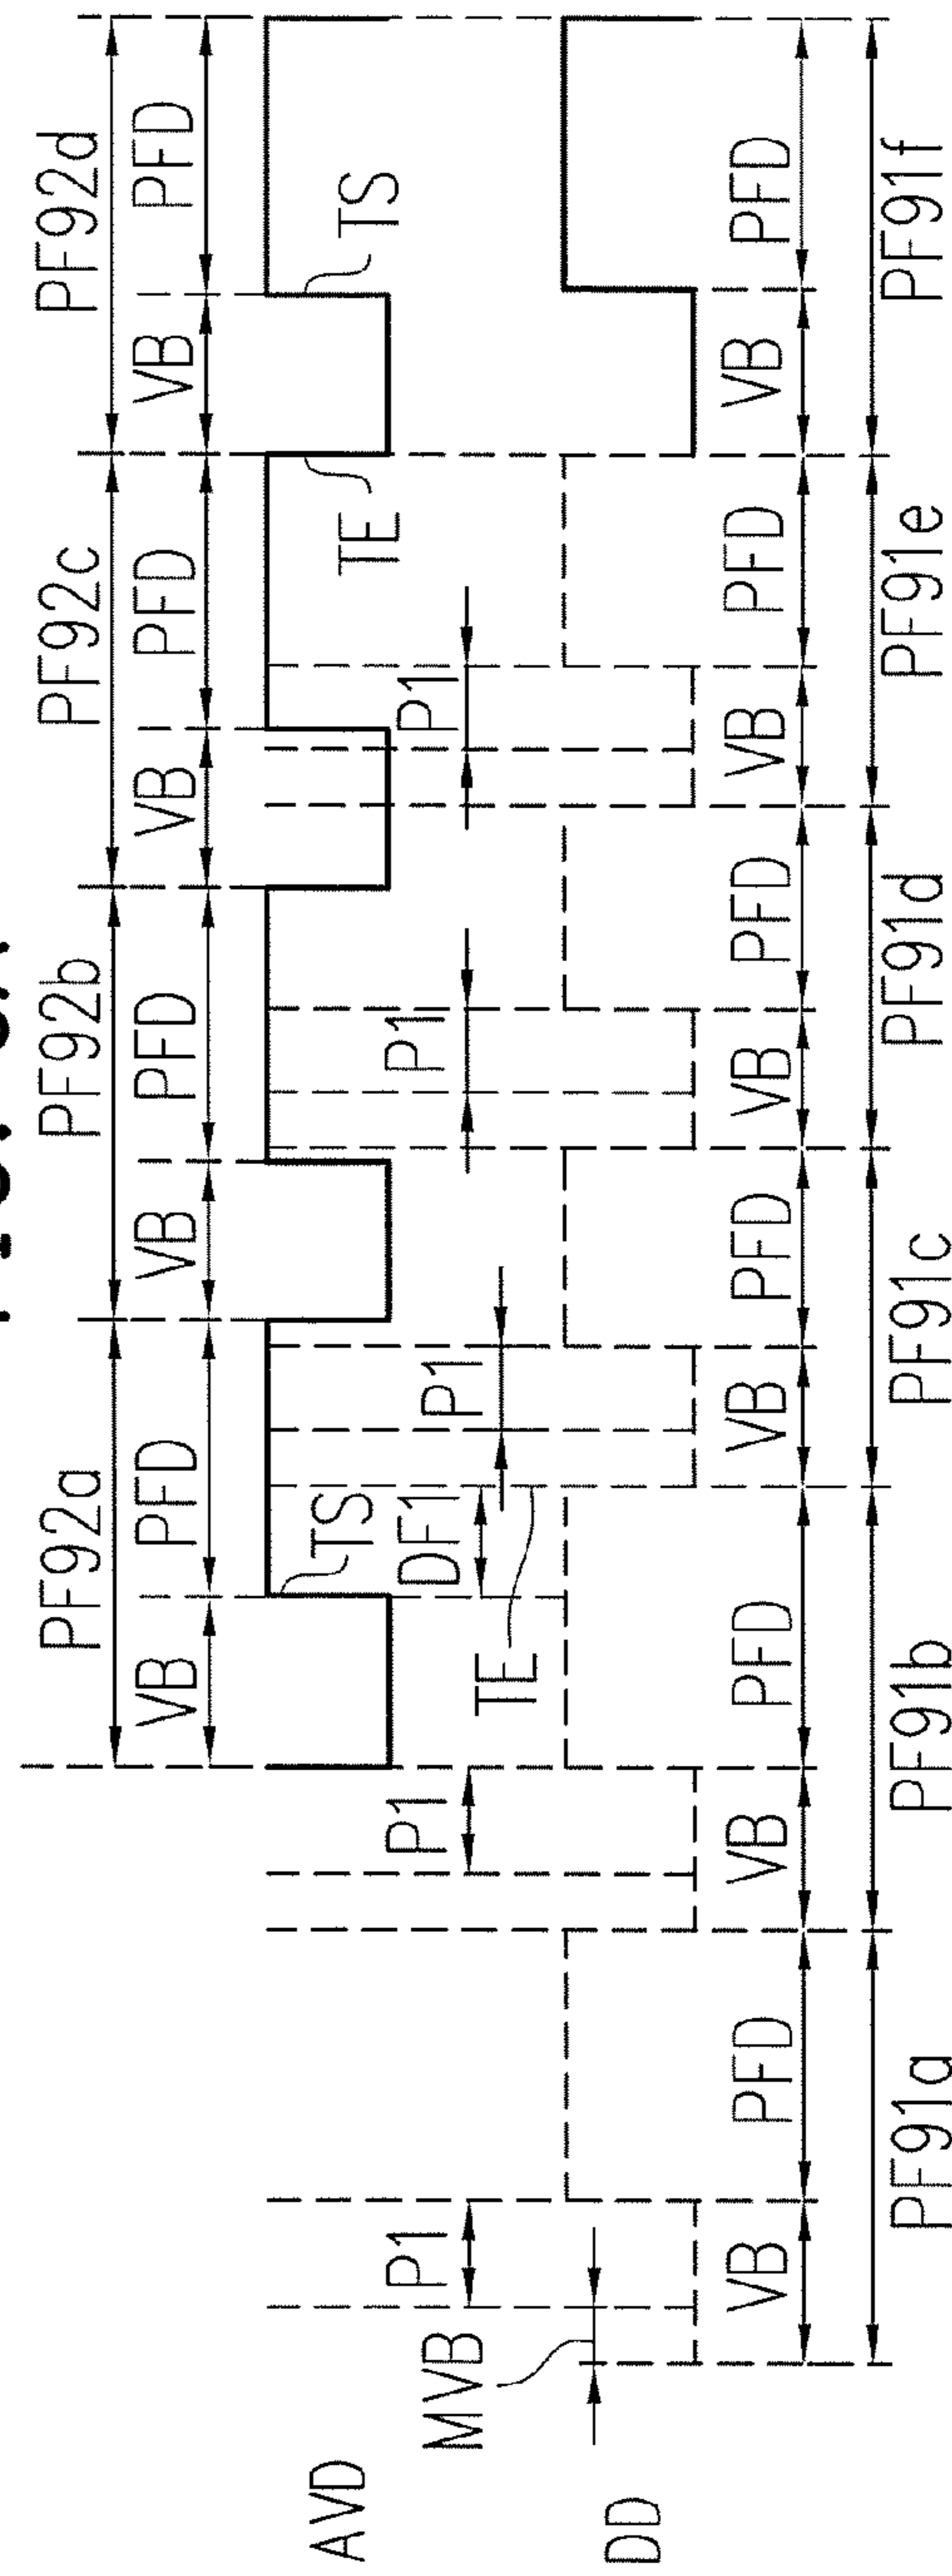 PF92a PF92b PF92c PF92d
VB PFD VB PFD VB PFD VB PFD
AVD TS TE TS
MVB P1 P1 DF1 P1 P1 P1
TE
DD
VB PFD VB PFD VB PFD VB PFD VB PFD VB PFD
PF91a PF91b PF91c PF91d PF91e PF91f